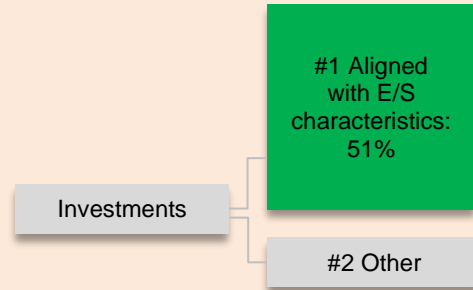 #1 Aligned
with E/S
characteristics:
51%
Investments
#2 Other